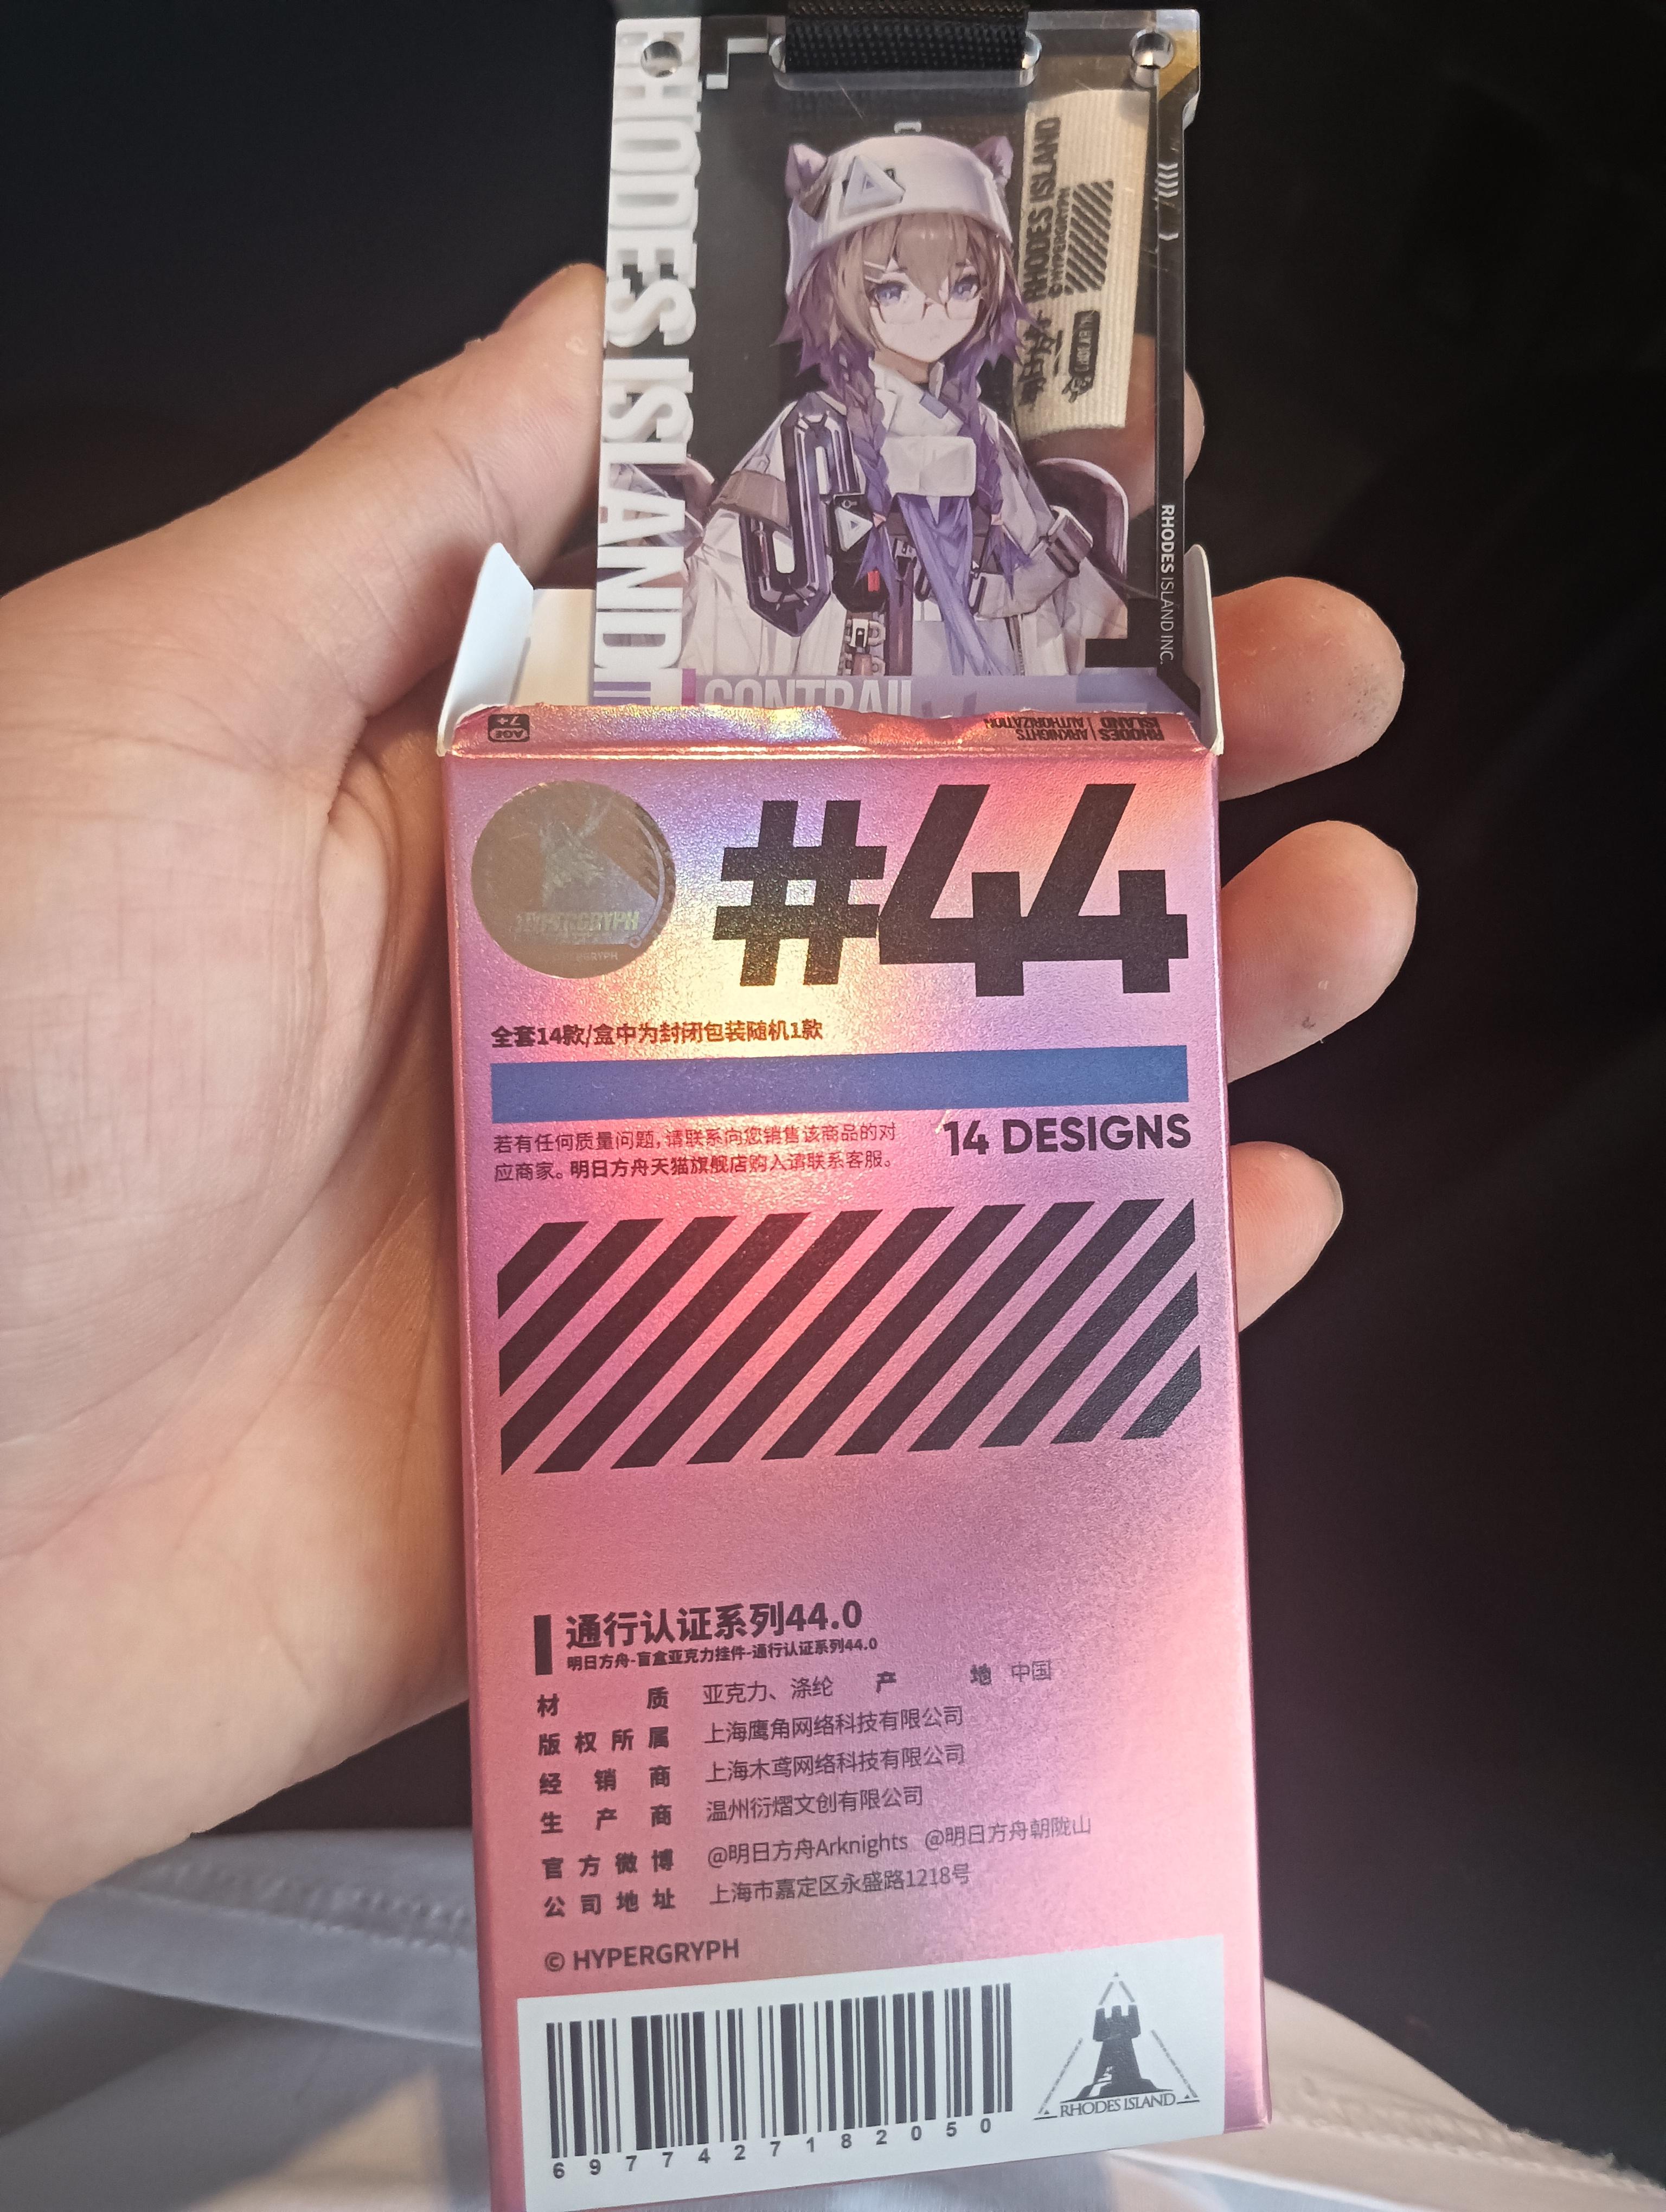 RHODES ISLAND
RHODES ISLAND
HYPERGRYPH
RHODES ISLAND INC.
CONTRAIL
AGE 7+
RHODES ISLAND
ARKNIGHTS AUTHORIZATION
HYPERGRYPH
#44
全套14款/盒中为封闭包装随机1款
若有任何质量问题,请联系向您销售该商品的对
应商家。明日方舟天猫旗舰店购入请联系客服。
14 DESIGNS
通行认证系列44.0
明日方舟-盲盒亚克力挂件-通行认证系列44.0
材质 亚克力、涤纶 产地 中国
版权所属 上海鹰角网络科技有限公司
经销商 上海木鸢网络科技有限公司
生产商 温州衍熠文创有限公司
官方微博 @明日方舟Arknights @明日方舟朝陇山
公司地址 上海市嘉定区永盛路1218号
© HYPERGRYPH
6977427182050
RHODES ISLAND